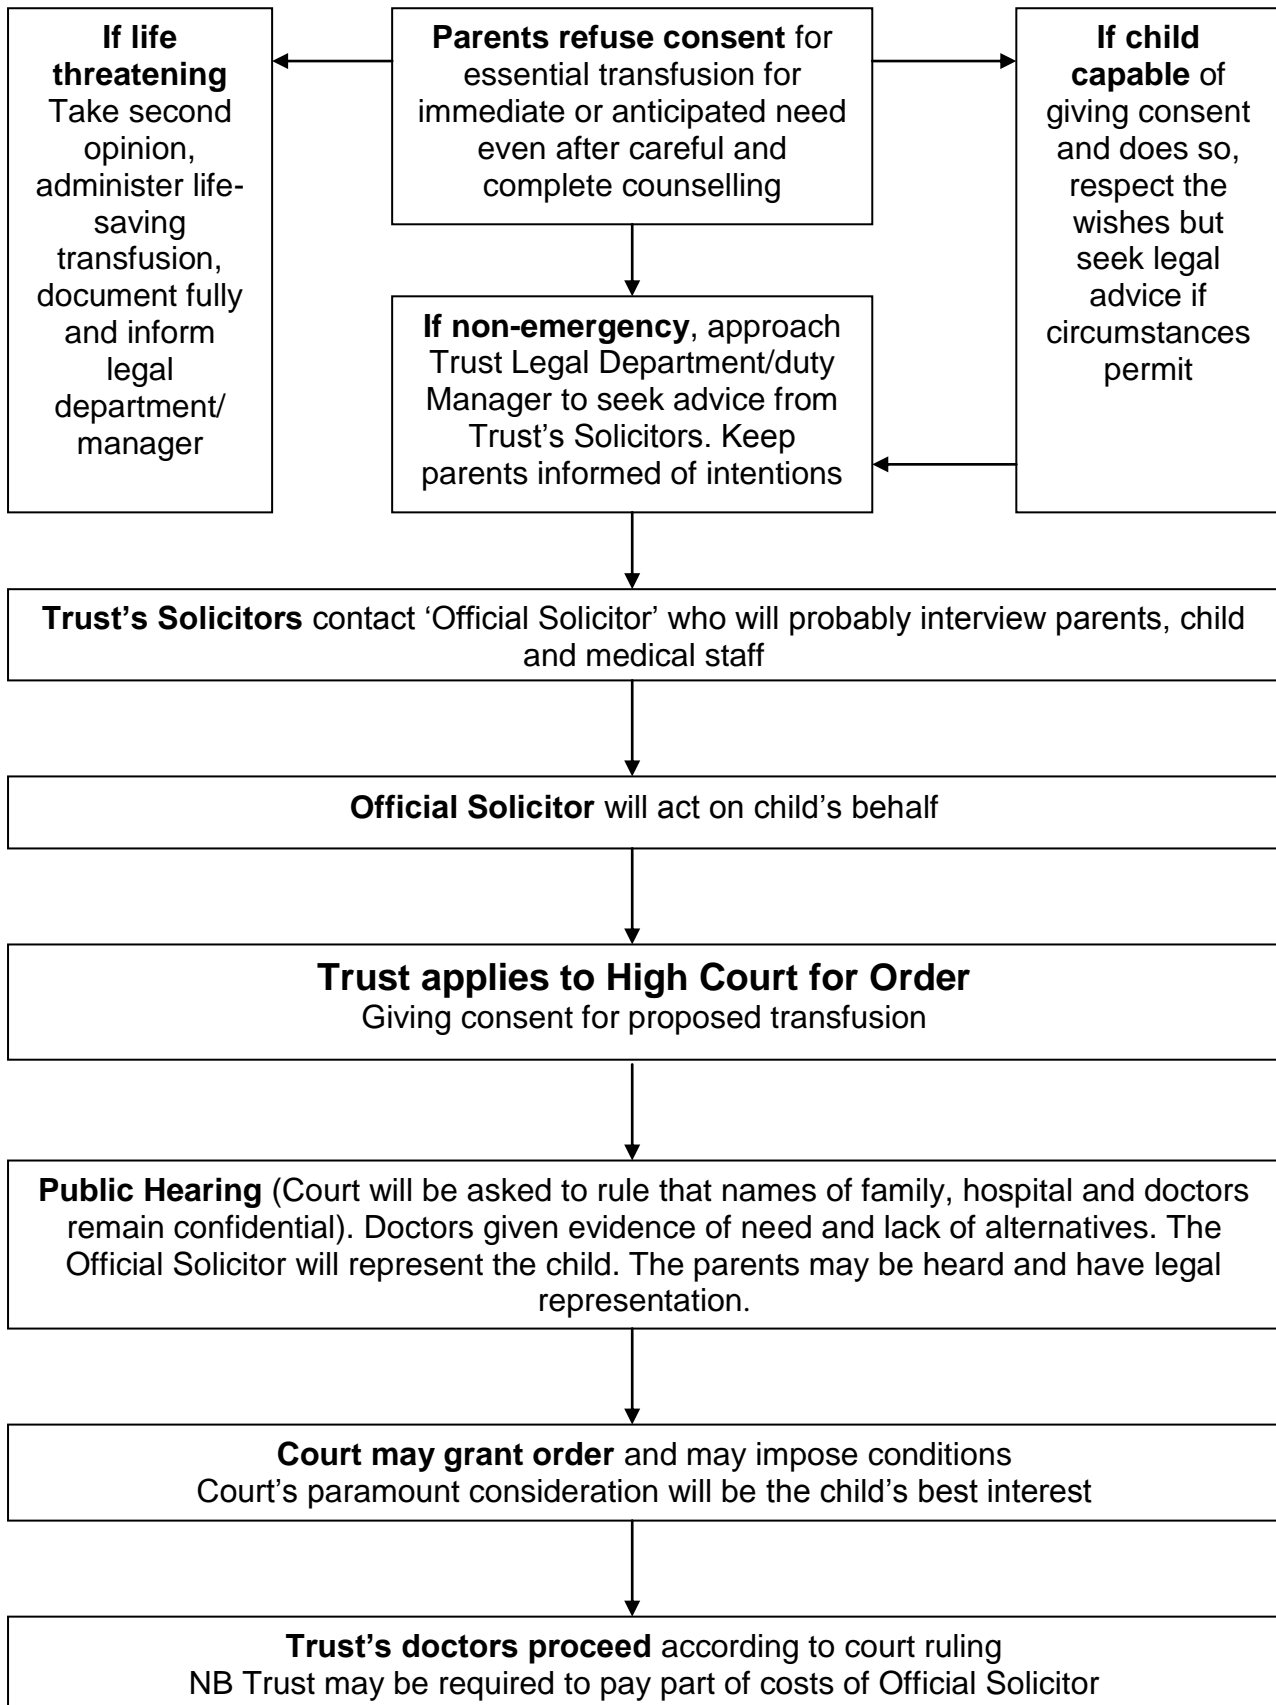 If life
threatening
Take second
opinion,
administer life-
saving
transfusion,
document fully
and inform
legal
department/
manager
Parents refuse consent for
essential transfusion for
immediate or anticipated need
even after careful and
complete counselling
If child
capable of
giving consent
and does so,
respect the
wishes but
seek legal
advice if
circumstances
permit
If non-emergency, approach
Trust Legal Department/duty
Manager to seek advice from
Trust’s Solicitors. Keep
parents informed of intentions
Trust’s Solicitors contact ‘Official Solicitor’ who will probably interview parents, child
and medical staff
Official Solicitor will act on child’s behalf
Trust applies to High Court for Order
Giving consent for proposed transfusion
Public Hearing (Court will be asked to rule that names of family, hospital and doctors
remain confidential). Doctors given evidence of need and lack of alternatives. The
Official Solicitor will represent the child. The parents may be heard and have legal
representation.
Court may grant order and may impose conditions
Court’s paramount consideration will be the child’s best interest
Trust’s doctors proceed according to court ruling
NB Trust may be required to pay part of costs of Official Solicitor